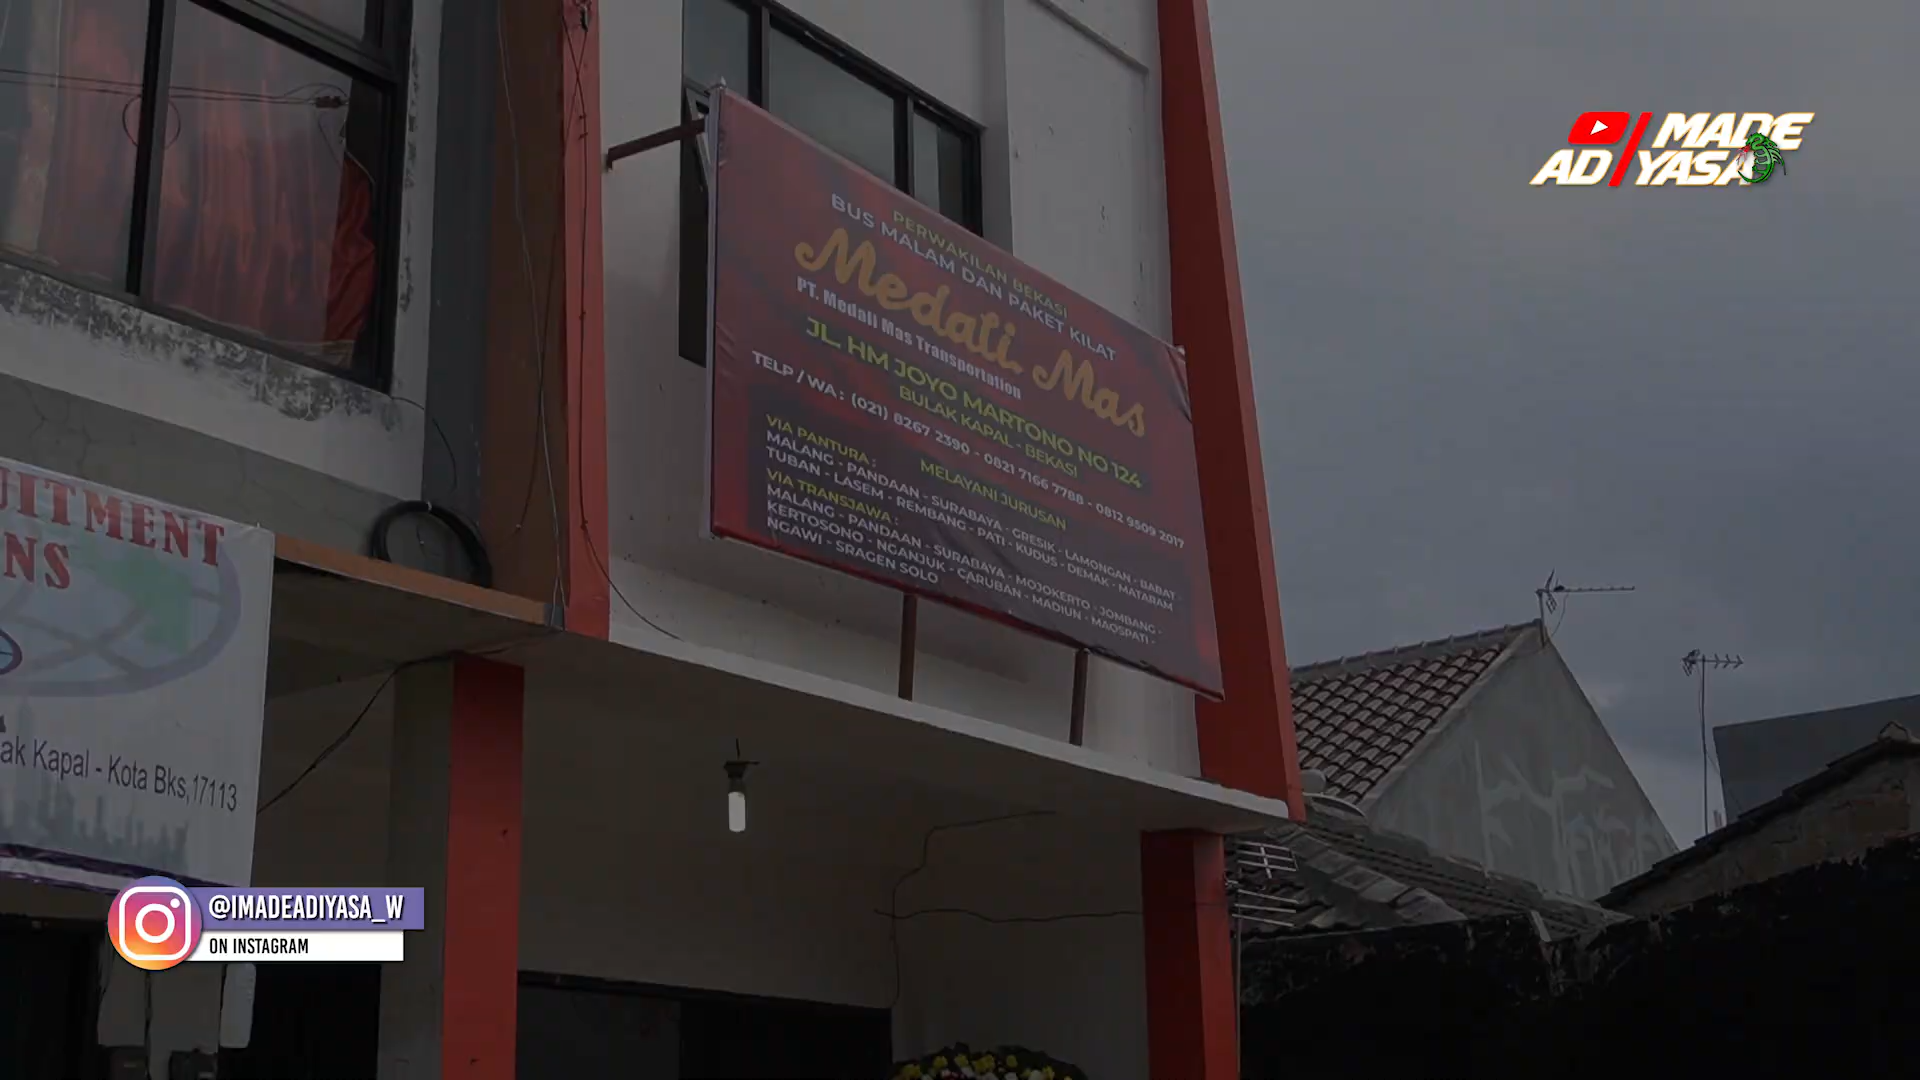 MADE
AD/YASA
PERWAKILAN BEKASI
BUS MALAM DAN PAKET KILAT
Medali Mas
PT. Medali Mas Transportation
JL. HM JOYO MARTONO NO 124
BULAK KAPAL - BEKASI
TELP / WA : (021) 8267 2390 - 0821 7166 7788 - 0812 9509 2017
MELAYANI JURUSAN
VIA PANTURA :
MALANG - PANDAAN - SURABAYA - GRESIK - LAMONGAN - BABAT -
TUBAN - LASEM - REMBANG - PATI - KUDUS - DEMAK - MATARAM
VIA TRANSJAWA :
MALANG - PANDAAN - SURABAYA - MOJOKERTO - JOMBANG -
KERTOSONO - NGANJUK - CARUBAN - MADIUN - MAOSPATI -
NGAWI - SRAGEN SOLO
UITMENT
NS
ak Kapal - Kota Bks, 17113
@IMADEADIYASA_W
ON INSTAGRAM